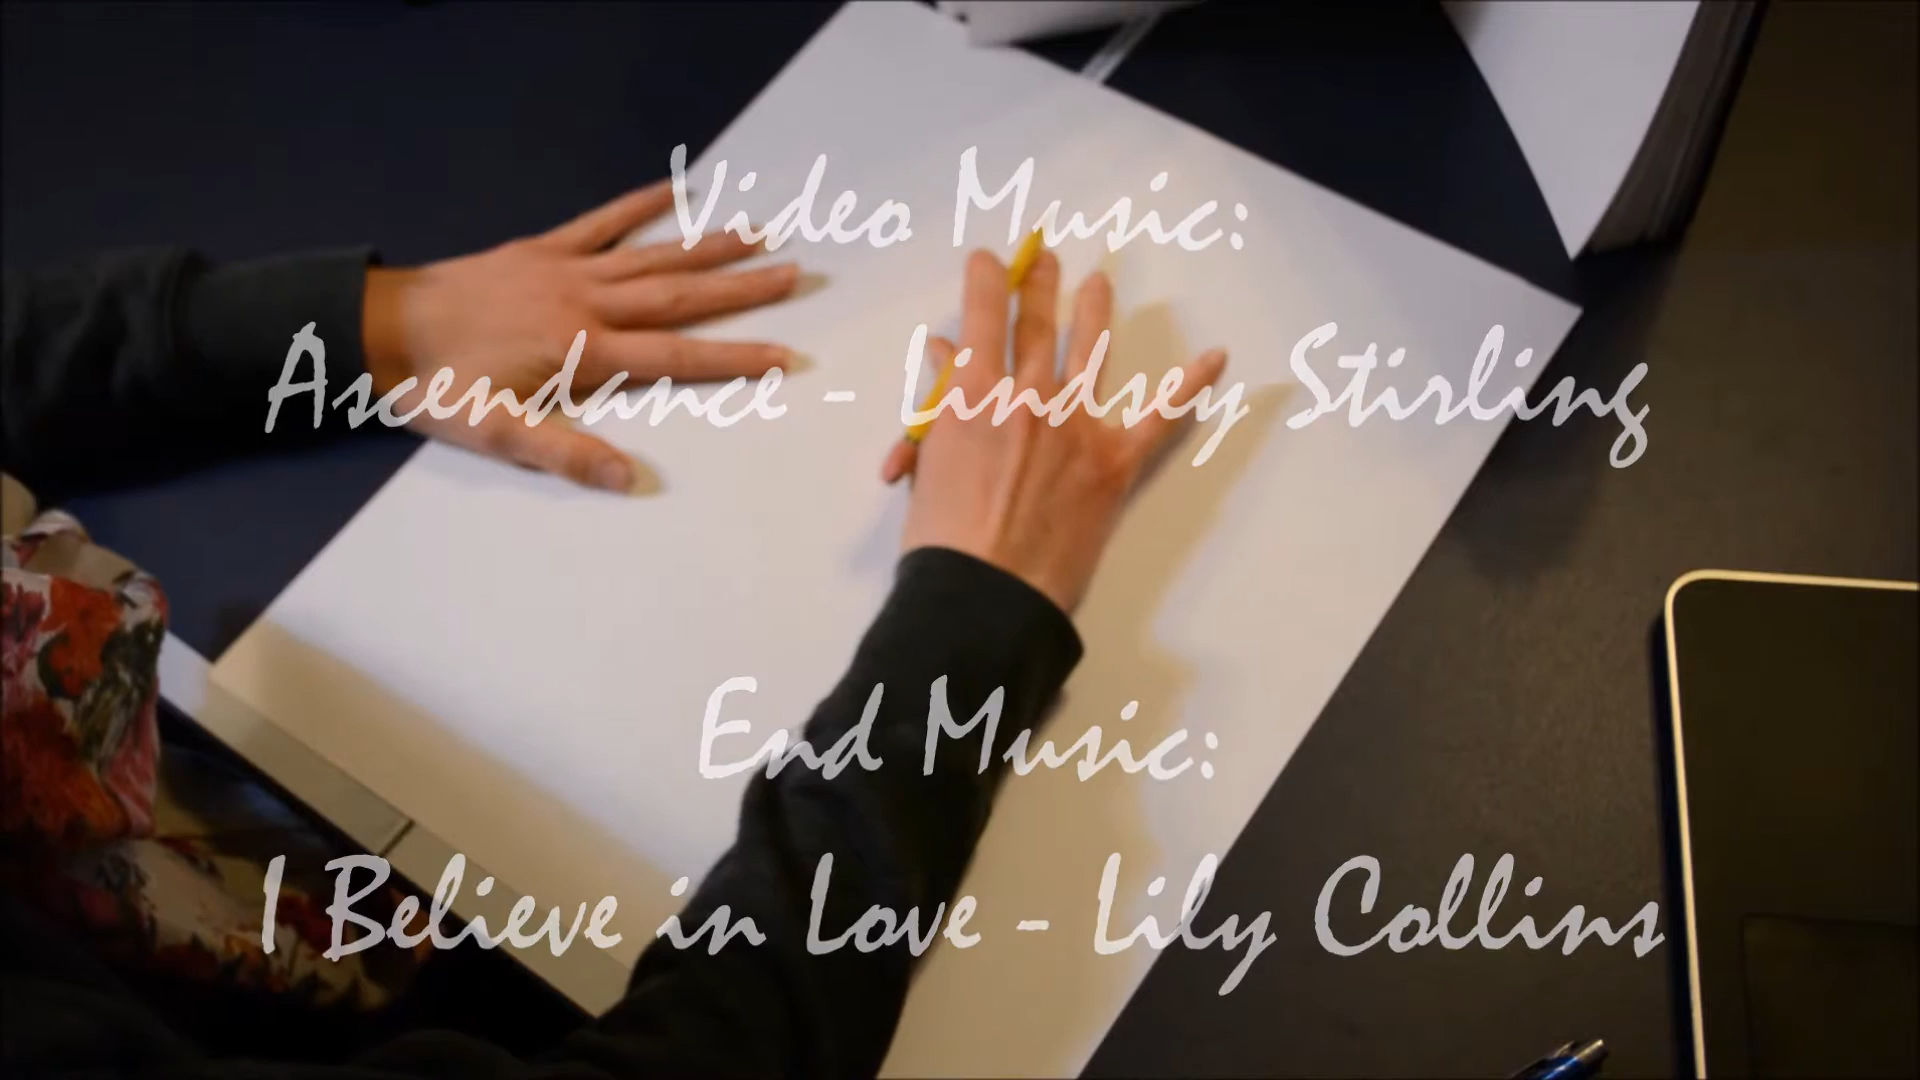 Video Music:
Ascendance - Lindsey Stirling
End Music:
I Believe in Love - Lily Collins